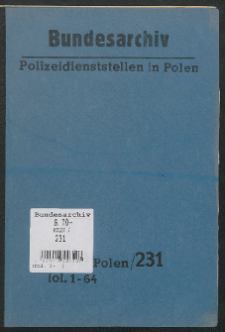 Bundesarchiv
Polizeidienststellen in Polen
Bundesarchiv
R 70-
231
Polen/231
fol. 1-64